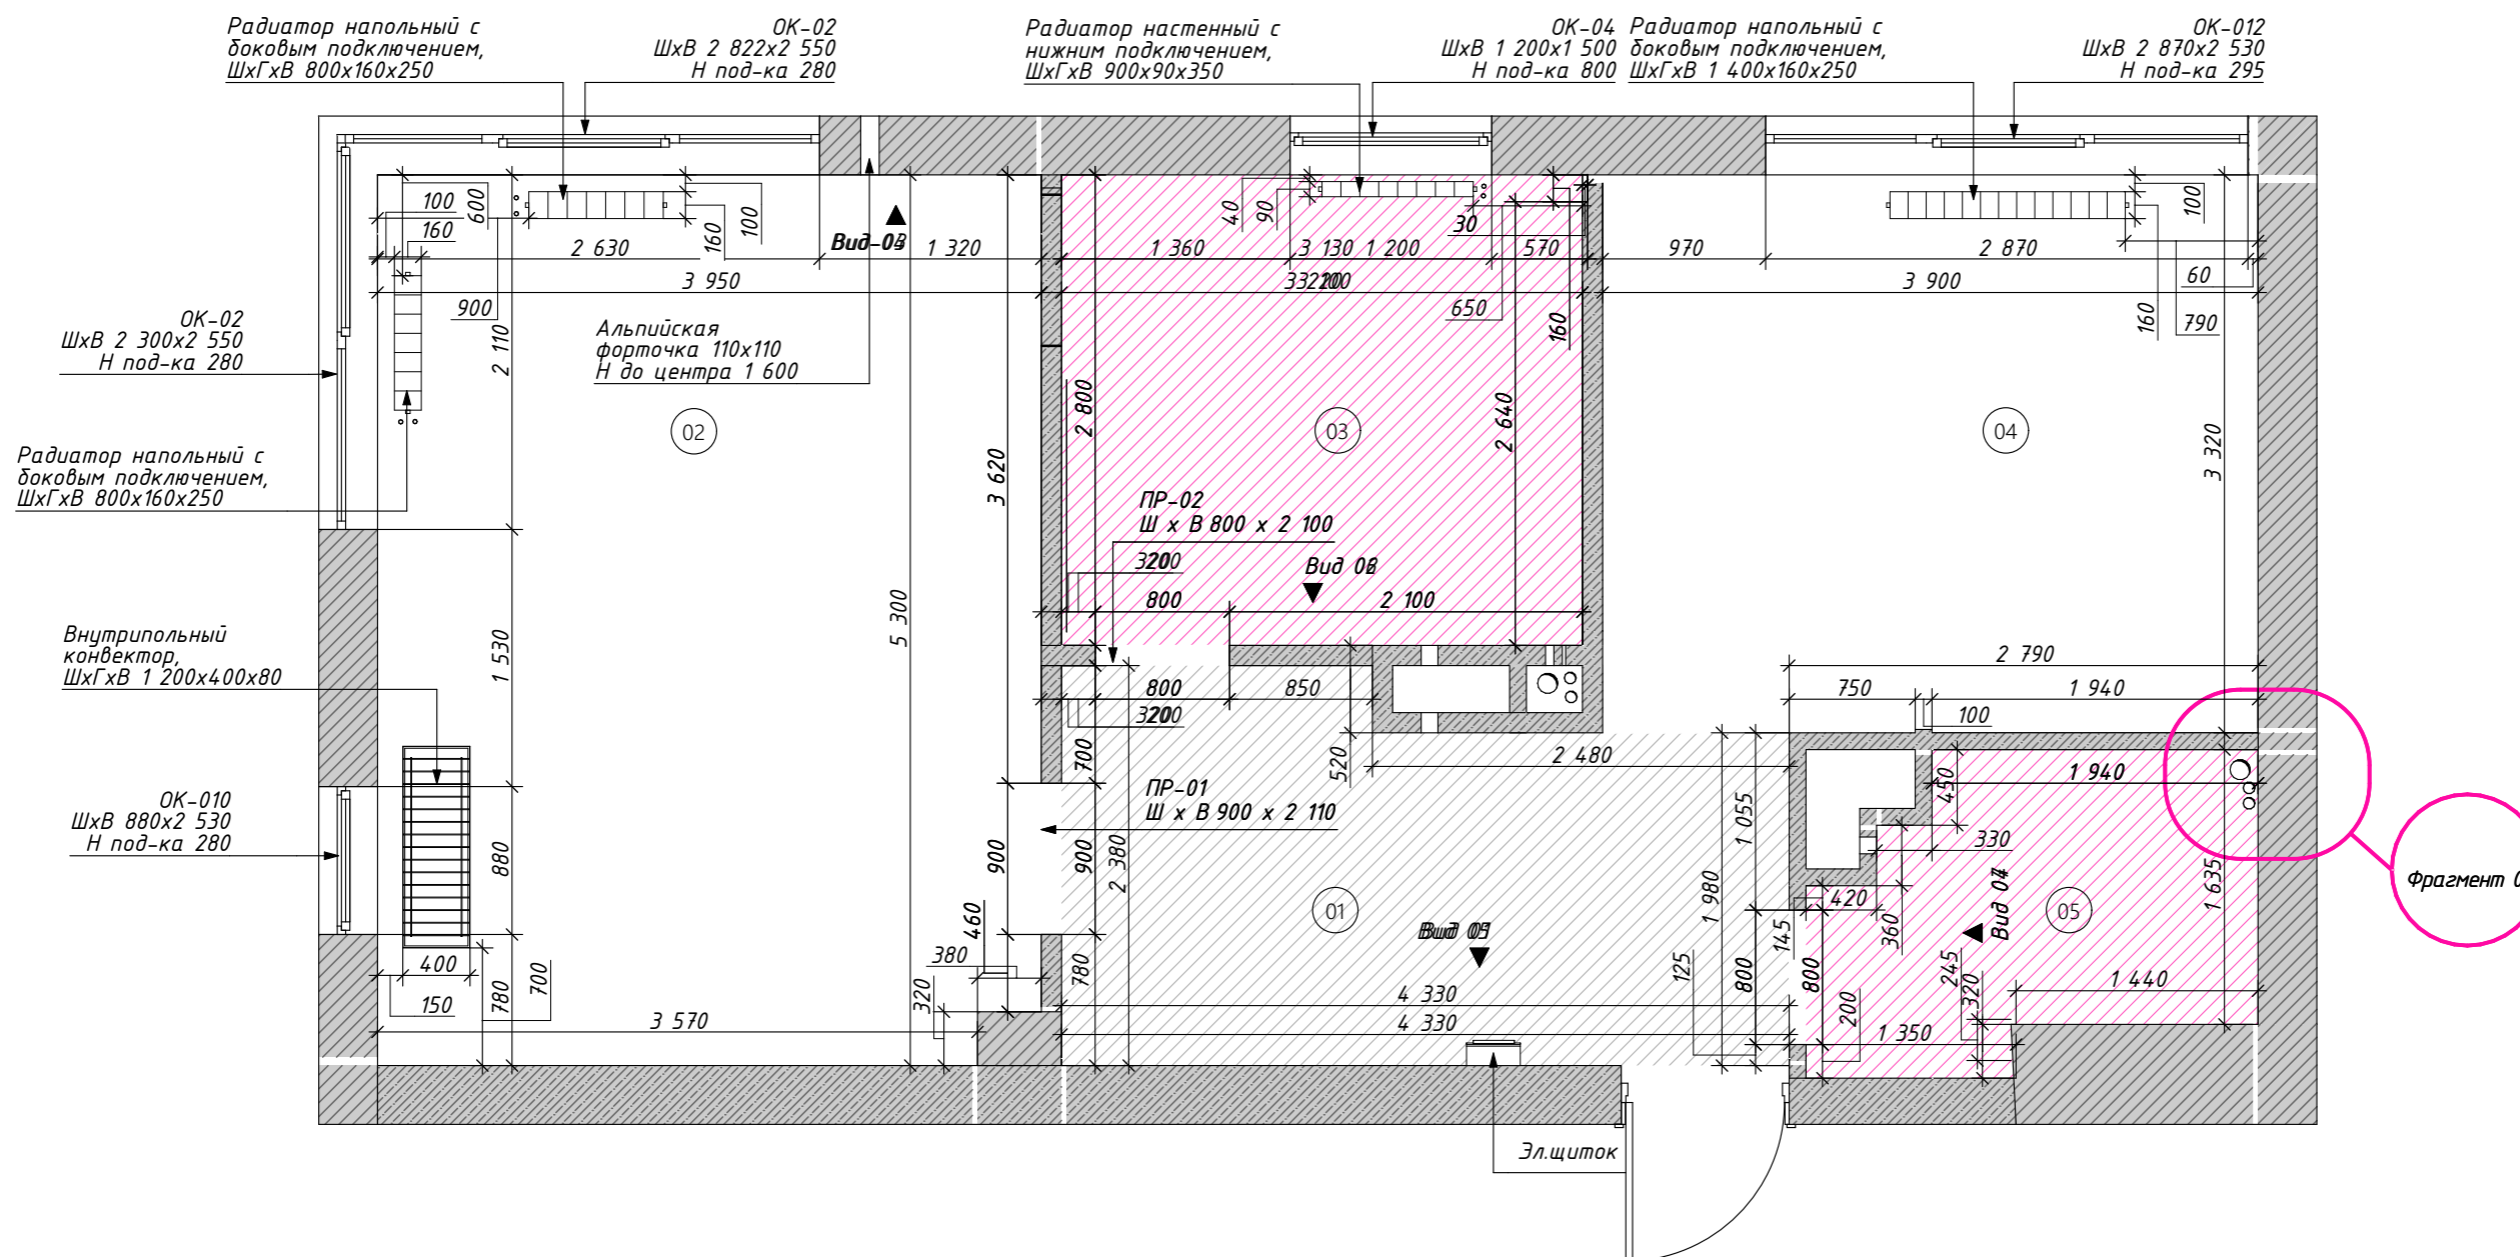 Радиатор напольный с
боковым подключением,
ШхГхВ 800х160х250
ОК-02
ШхВ 2 822х2 550
Н под-ка 280
Радиатор настенный с
нижним подключением,
ШхГхВ 900х90х350
ОК-04
ШхВ 1 200х1 500
Н под-ка 800
Радиатор напольный с
боковым подключением,
ШхГхВ 1 400х160х250
ОК-012
ШхВ 2 870х2 530
Н под-ка 295
100
160
600
900
2 630
160
100
1 320
3 950
2 110
40
90
1 360
3 130
1 200
570
30
650
160
970
2 870
3 900
100
160
60
790
ОК-02
ШхВ 2 300х2 550
Н под-ка 280
Альпийская
форточка 110х110
Н до центра 1 600
02
03
04
2 800
2 640
3 620
3 320
Радиатор напольный с
боковым подключением,
ШхГхВ 800х160х250
ПР-02
Ш х В 800 х 2 100
Вид
800
2 100
5 300
1 530
Внутрипольный
конвектор,
ШхГхВ 1 200х400х80
800
850
700
520
2 480
2 790
750
1 940
100
1 940
450
330
ПР-01
Ш х В 900 х 2 110
ОК-010
ШхВ 880х2 530
Н под-ка 280
880
900
900
2 380
1 055
1 980
1 635
Фрагмент
01
05
420
360
145
Вид
460
380
320
780
400
150
780
700
3 570
4 330
4 330
125
800
800
200
245
320
1 440
1 350
Эл.щиток